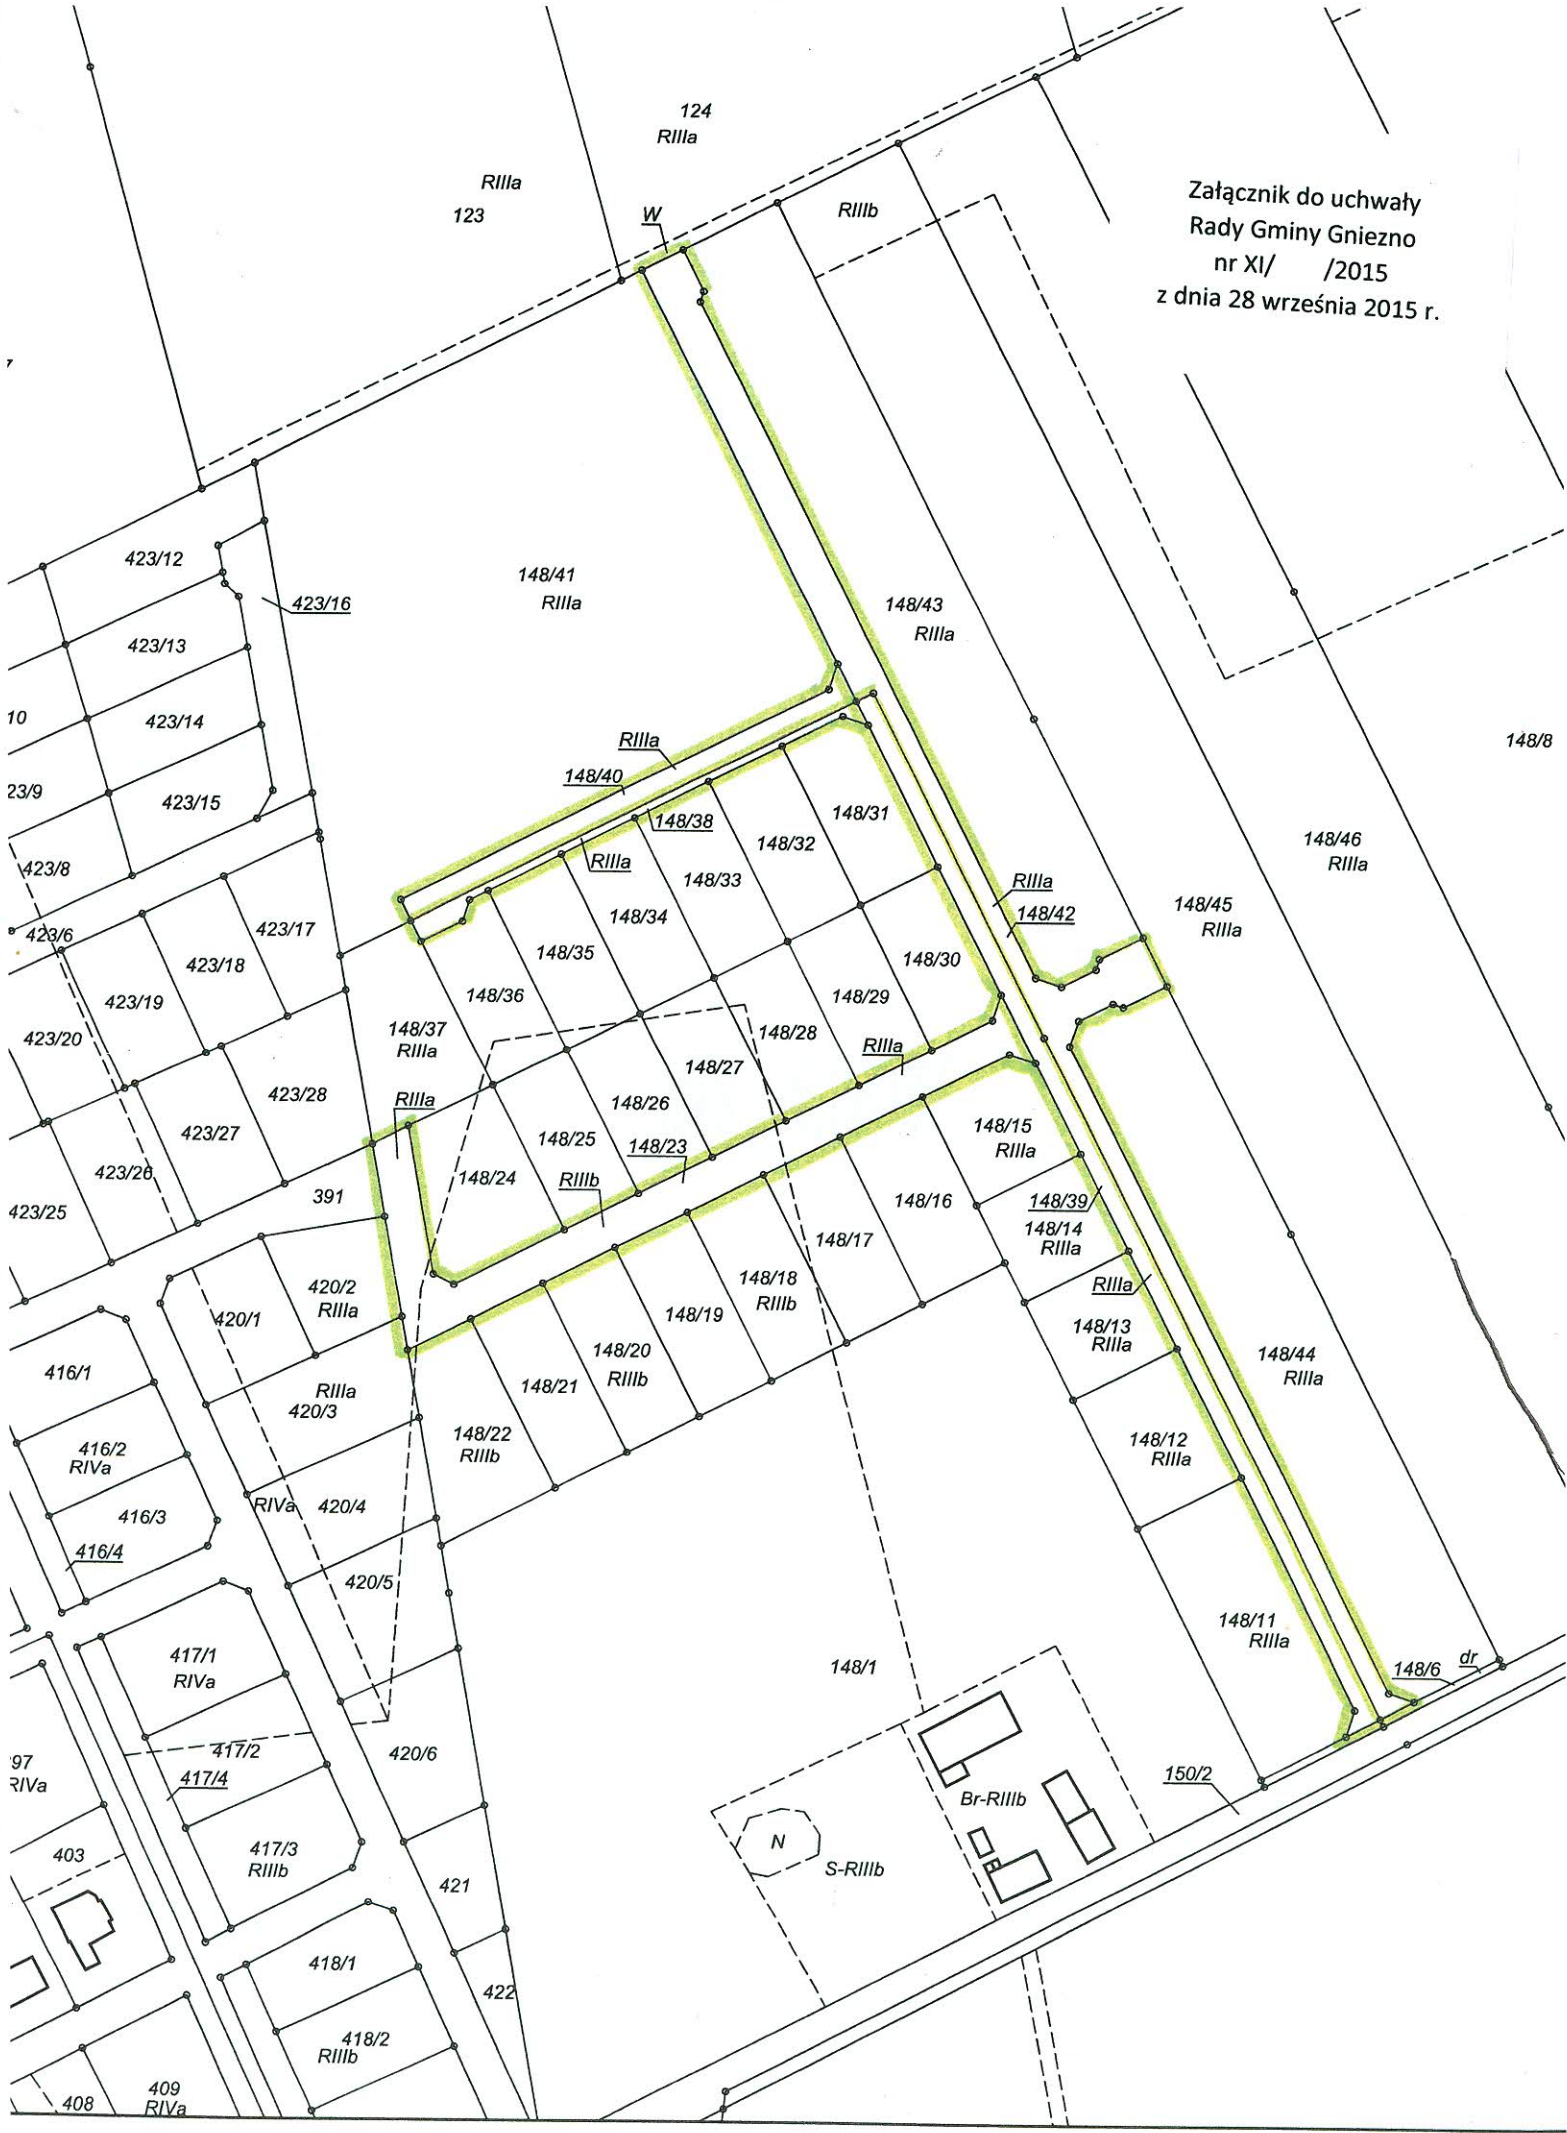 124
RIIIa
RIIIa
123
W
RIIIb
Załącznik do uchwały
Rady Gminy Gniezno
nr XI/ /2015
z dnia 28 września 2015 r.
423/12
148/41
RIIIa
423/16
148/43
RIIIa
423/13
10
423/14
148/8
RIIIa
148/40
23/9
423/15
148/38
148/31
148/32
148/46
RIIIa
423/8
RIIIa
148/33
RIIIa
148/42
148/45
RIIIa
423/6
423/17
148/34
423/18
148/35
148/30
423/19
148/36
148/29
423/20
148/37
RIIIa
148/28
RIIIa
148/27
423/28
RIIIa
148/26
423/27
148/25
148/23
148/15
RIIIa
423/26
148/24
RIIIb
148/16
148/39
423/25
391
148/14
RIIIa
148/17
148/18
RIIIb
RIIIa
420/2
RIIIa
420/1
148/19
148/13
RIIIa
148/20
RIIIb
148/44
RIIIa
416/1
RIIIa
420/3
148/21
148/22
RIIIb
148/12
RIIIa
416/2
RIVa
RIVa
420/4
416/3
416/4
420/5
148/11
RIIIa
417/1
RIVa
148/1
148/6
dr
417/2
420/6
97
RIVa
417/4
150/2
Br-RIIIb
N
S-RIIIb
403
417/3
RIIIb
421
418/1
422
418/2
RIIIb
408
409
RIVa